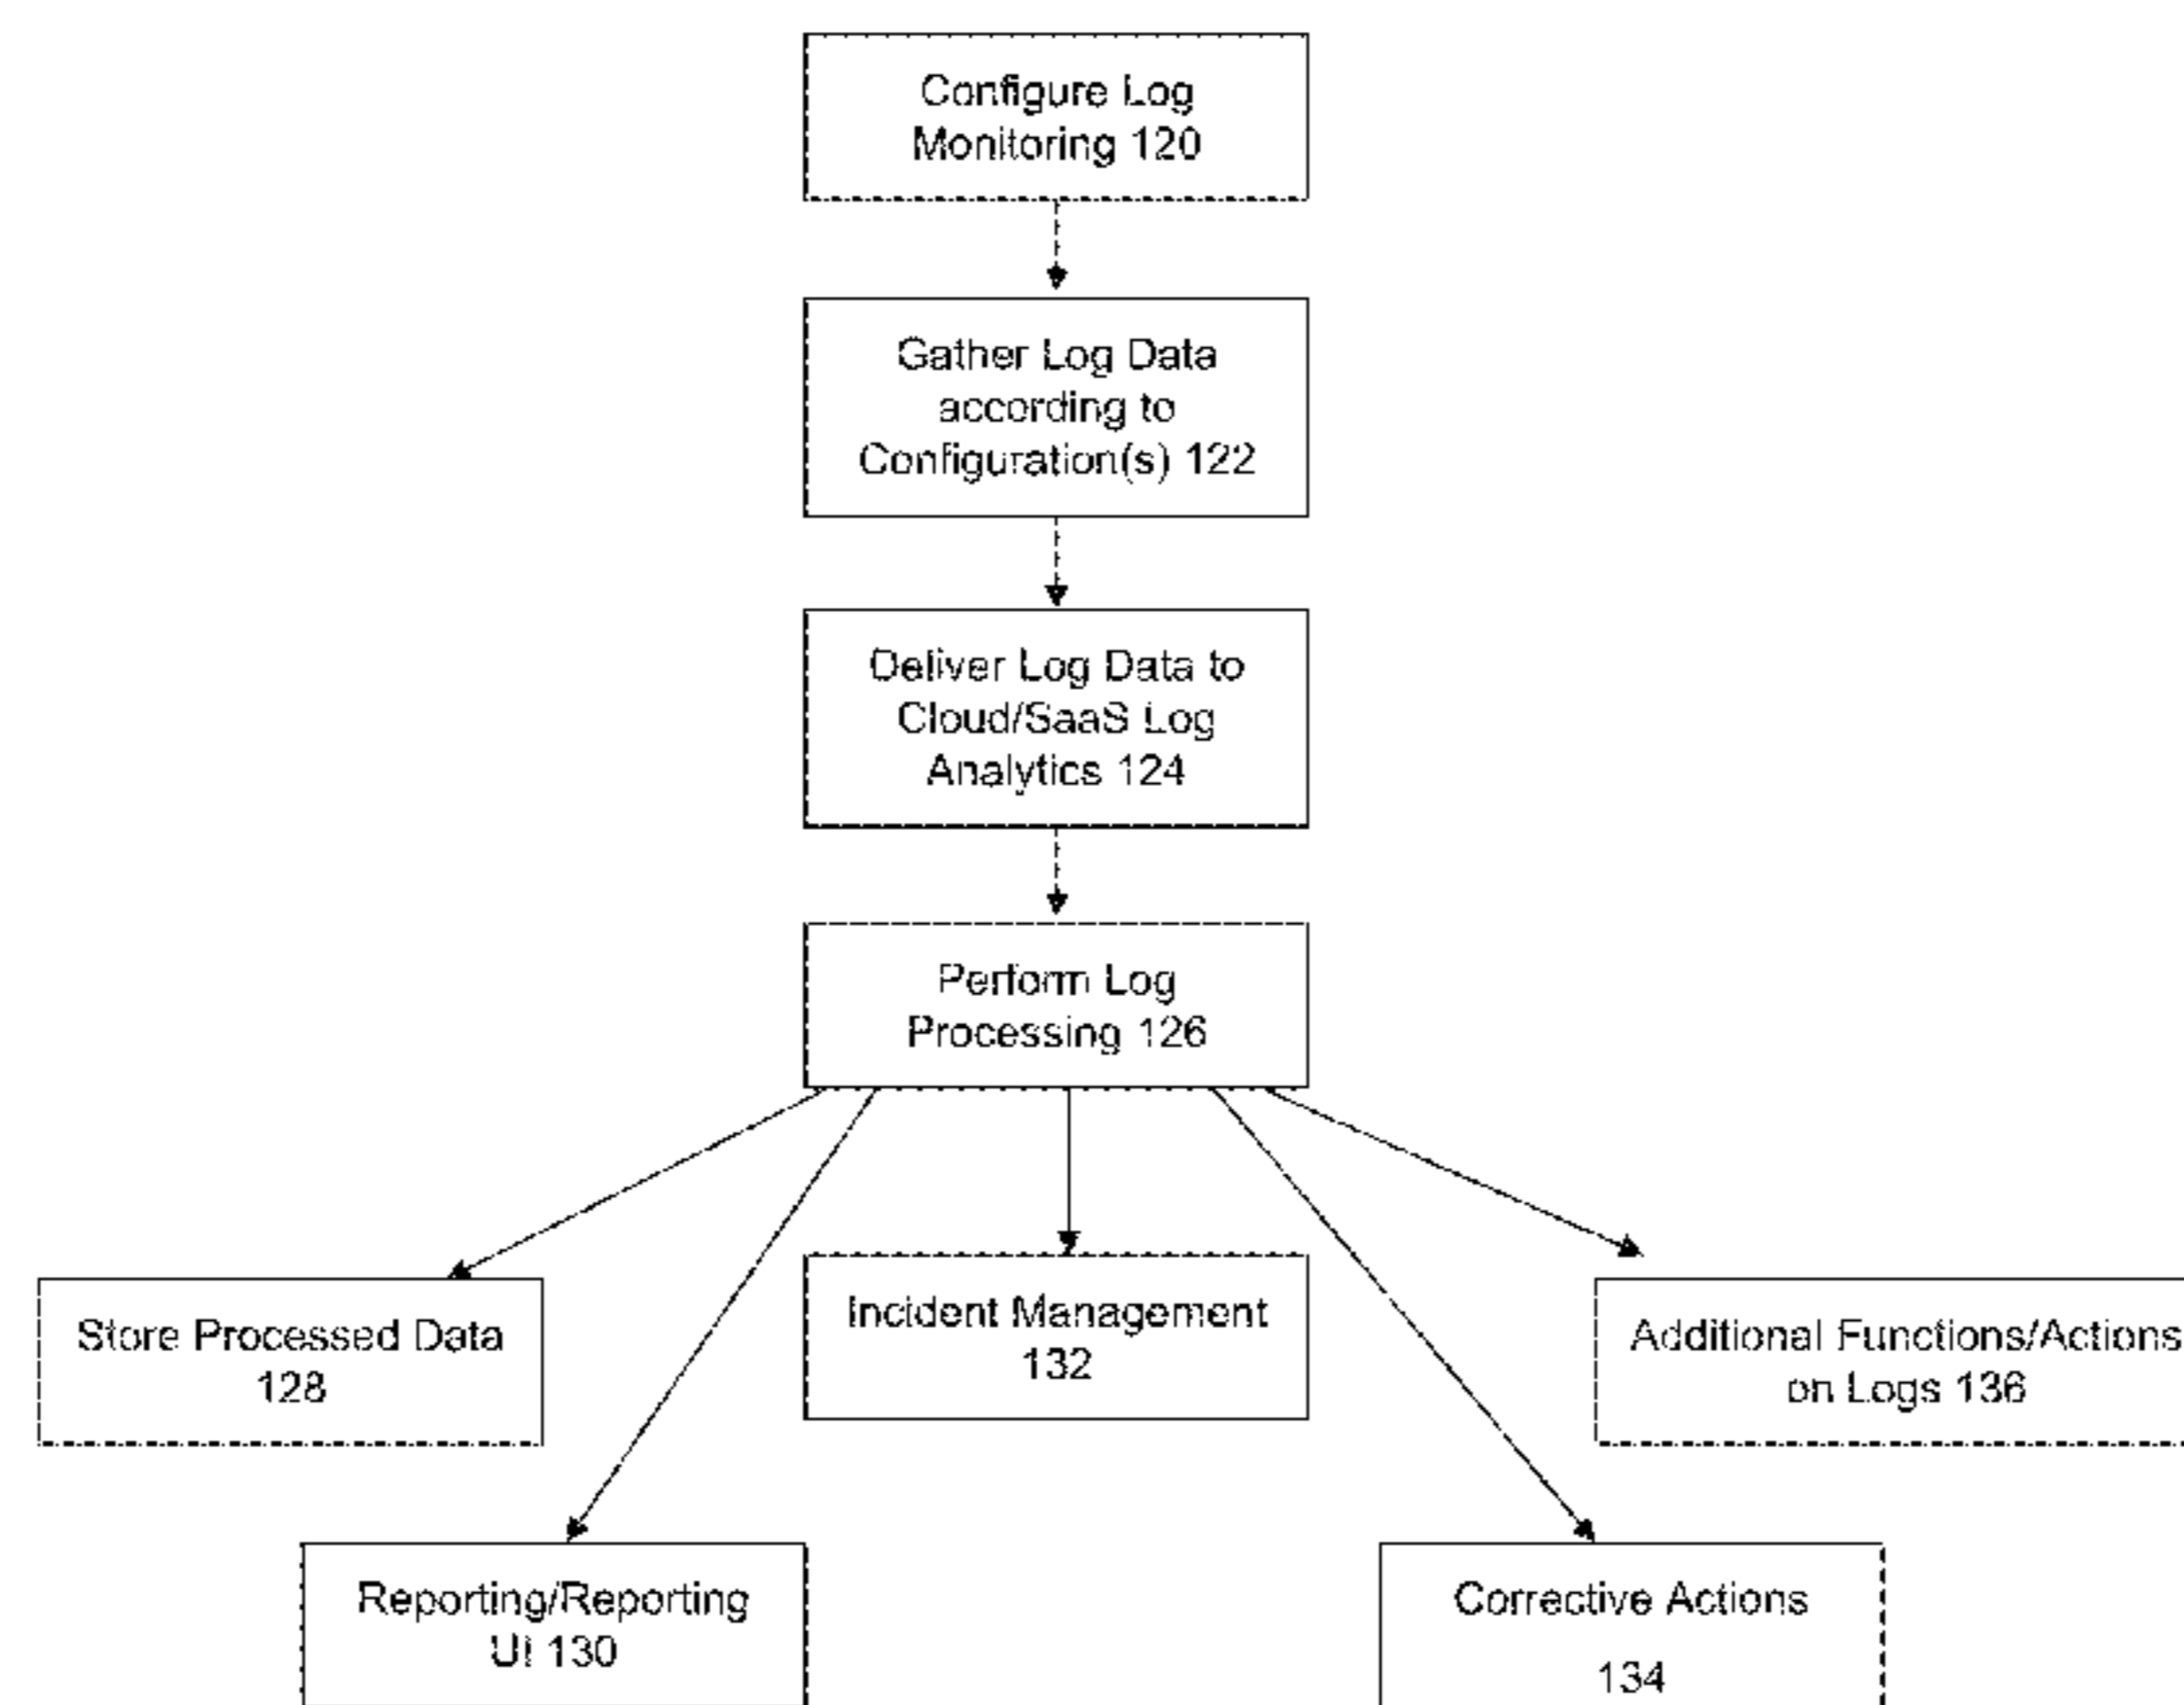 Configure Log
Monitoring 120
Gather Log Data
according to
Configuration(s) 122
Deliver Log Data to
Cloud/SaaS Log
Analytics 124
Perform Log
Processing 126
Store Processed Data
128
Incident Management
132
Additional Functions/Actions
on Logs 136
Reporting/Reporting
UI 130
Corrective Actions
134